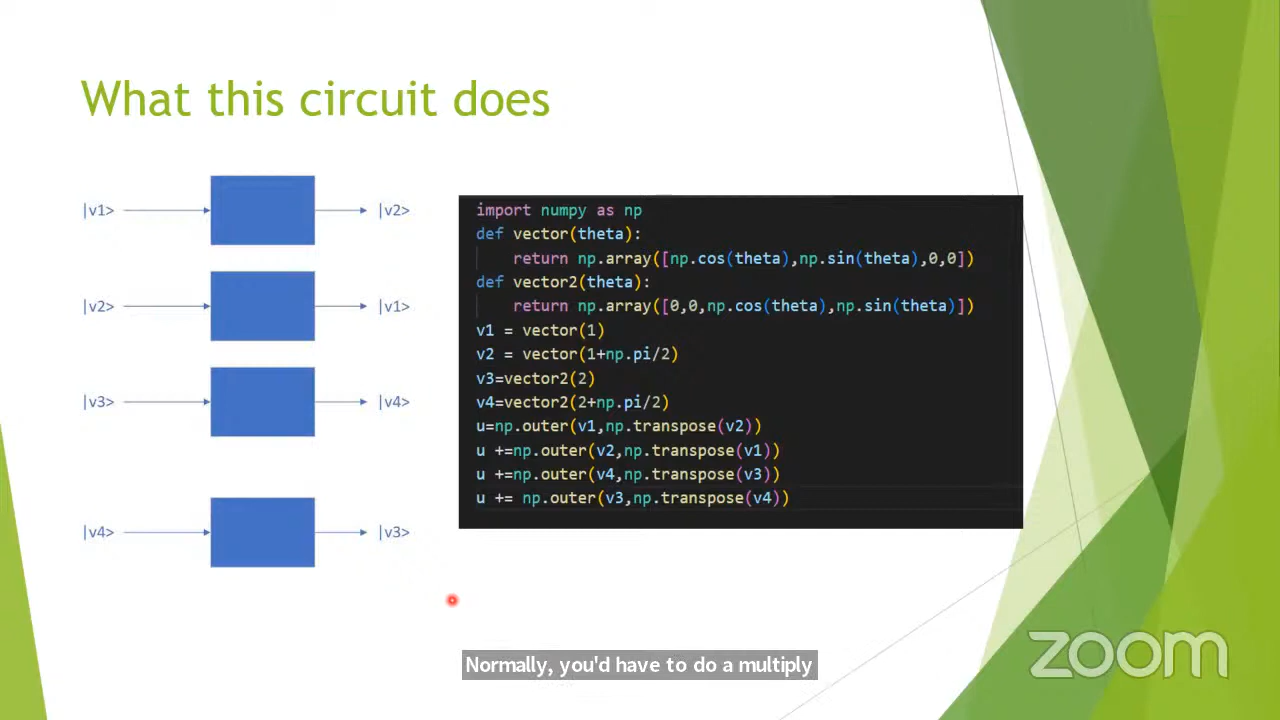 What this circuit does
|v1> |v2>
|v2> |v1>
|v3> |v4>
|v4> |v3>
import numpy as np
def vector(theta):
    return np.array([np.cos(theta),np.sin(theta),0,0])
def vector2(theta):
    return np.array([0,0,np.cos(theta),np.sin(theta)])
v1 = vector(1)
v2 = vector(1+np.pi/2)
v3=vector2(2)
v4=vector2(2+np.pi/2)
u=np.outer(v1,np.transpose(v2))
u +=np.outer(v2,np.transpose(v1))
u +=np.outer(v4,np.transpose(v3))
u += np.outer(v3,np.transpose(v4))
Normally, you'd have to do a multiply
zoom